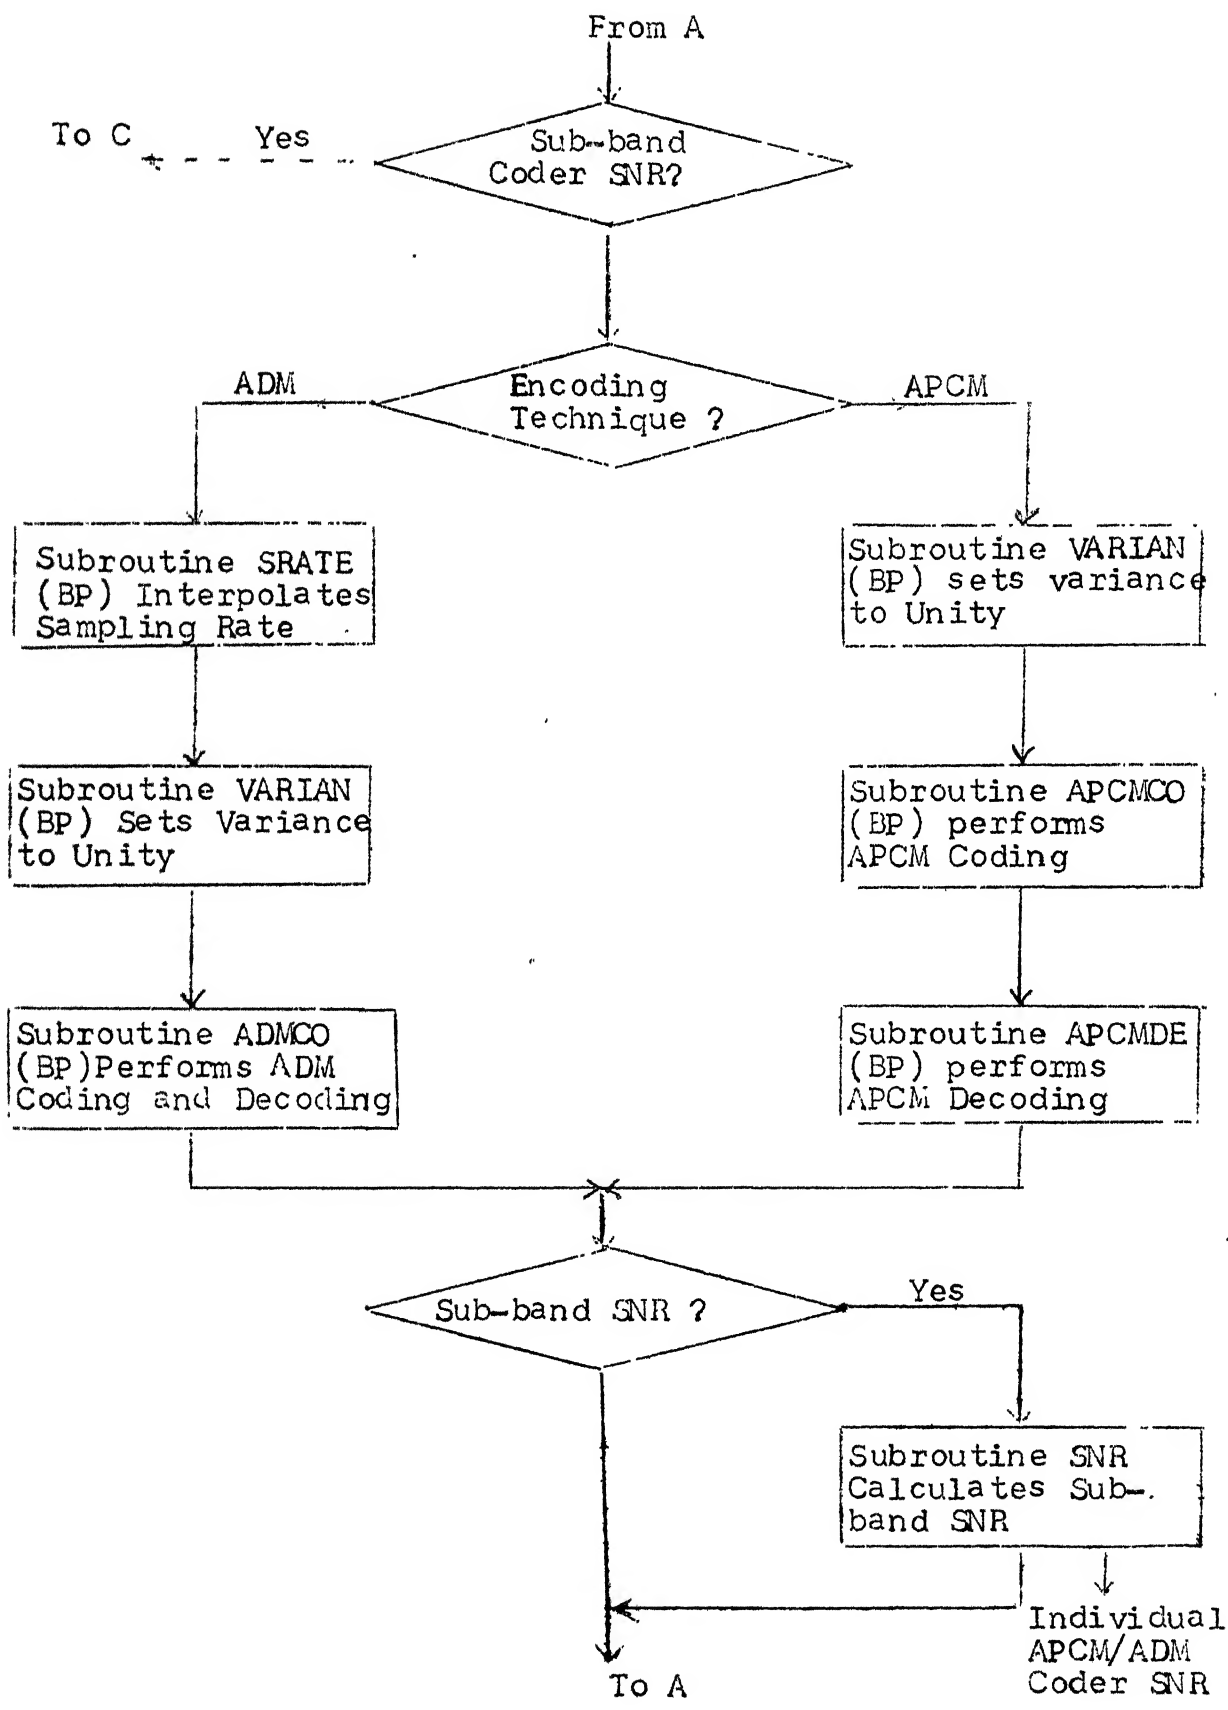 From A
Sub-band
Coder SNR?
To C
Yes
Encoding
Technique ?
ADM
APCM
Subroutine SRATE
(BP) Interpolates
Sampling Rate
Subroutine VARIAN
(BP) sets variance
to Unity
Subroutine VARIAN
(BP) Sets Variance
to Unity
Subroutine APCMCO
(BP) performs
APCM Coding
Subroutine ADMCO
(BP)Performs ADM
Coding and Decoding
Subroutine APCMDE
(BP) performs
APCM Decoding
Sub-band SNR ?
Yes
Subroutine SNR
Calculates Sub-
band SNR
Individual
APCM/ADM
Coder SNR
To A